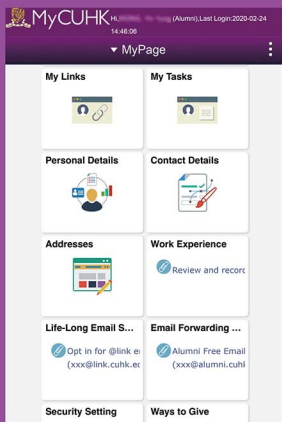 MyCUHK Hi, (Alumni),Last Login:2020-02-24
14:46:06
▾ MyPage
My Links
My Tasks
Personal Details
Contact Details
Addresses
Work Experience
Review and record
Life-Long Email S...
Email Forwarding ...
Opt in for @link e
(xxx@link.cuhk.ed
Alumni Free Email
(xxx@alumni.cuhk
Security Setting
Ways to Give